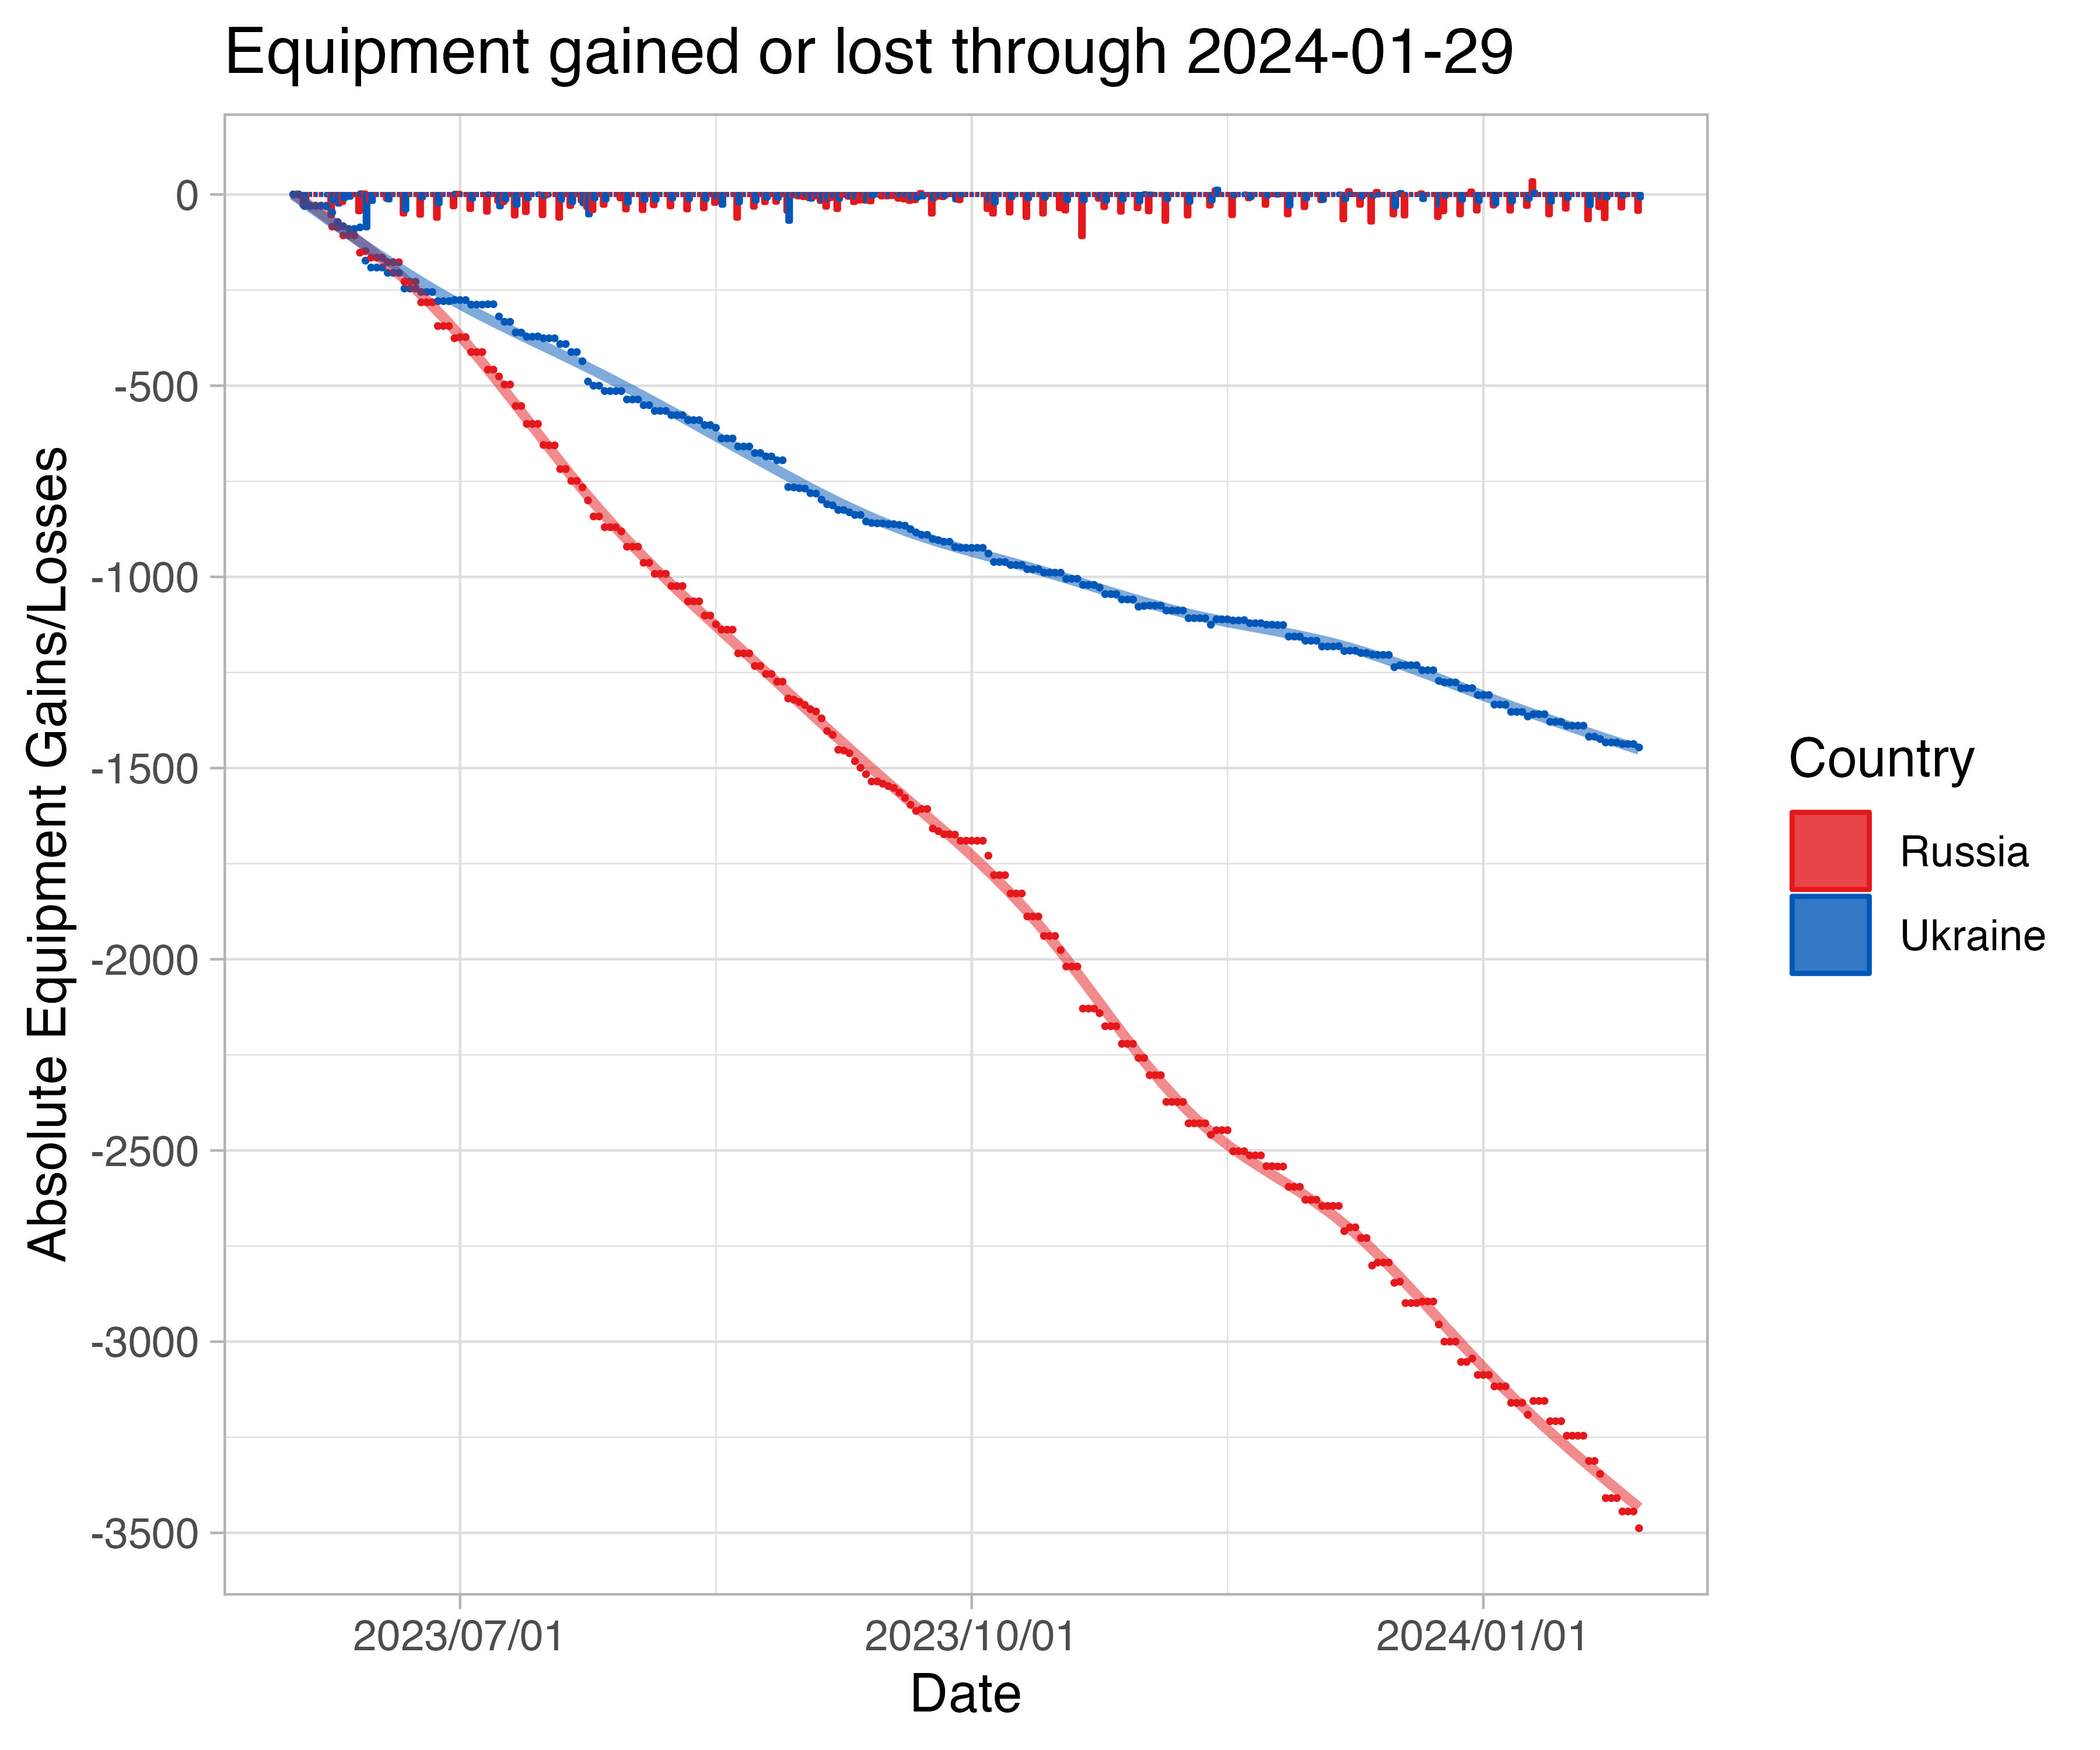 Equipment gained or lost through 2024-01-29
Absolute Equipment Gains/Losses
0
-500
-1000
-1500
-2000
-2500
-3000
-3500
2023/07/01
2023/10/01
2024/01/01
Date
Country
Russia
Ukraine